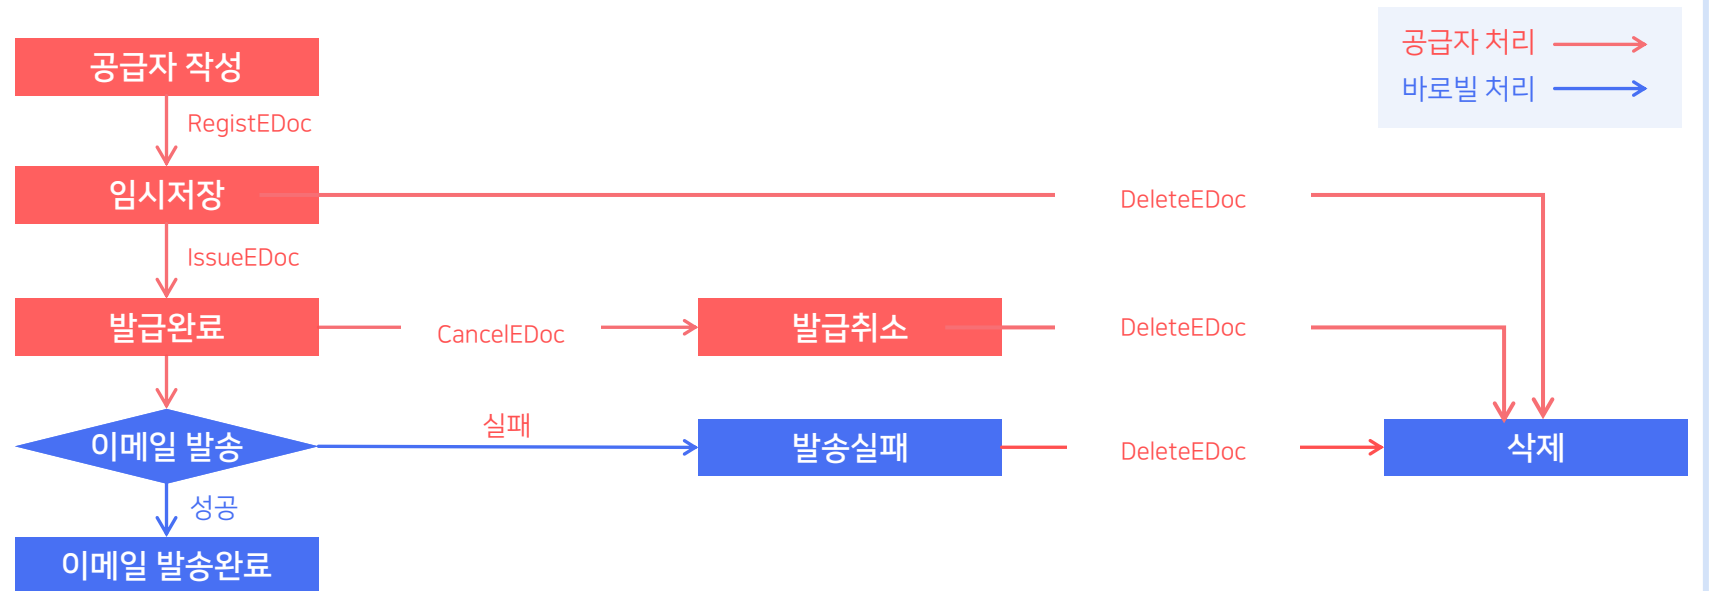 공급자 처리
바로빌 처리
공급자 작성
RegistEDoc
임시저장
DeleteEDoc
IssueEDoc
발급완료
CancelEDoc
발급취소
DeleteEDoc
이메일 발송
실패
발송실패
DeleteEDoc
삭제
성공
이메일 발송완료